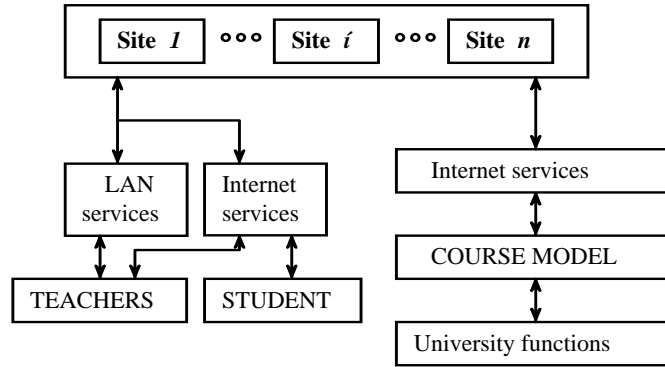 Site 1 °°° Site í °°° Site n
LAN
services
Internet
services
Internet services
TEACHERS
STUDENT
COURSE MODEL
University functions